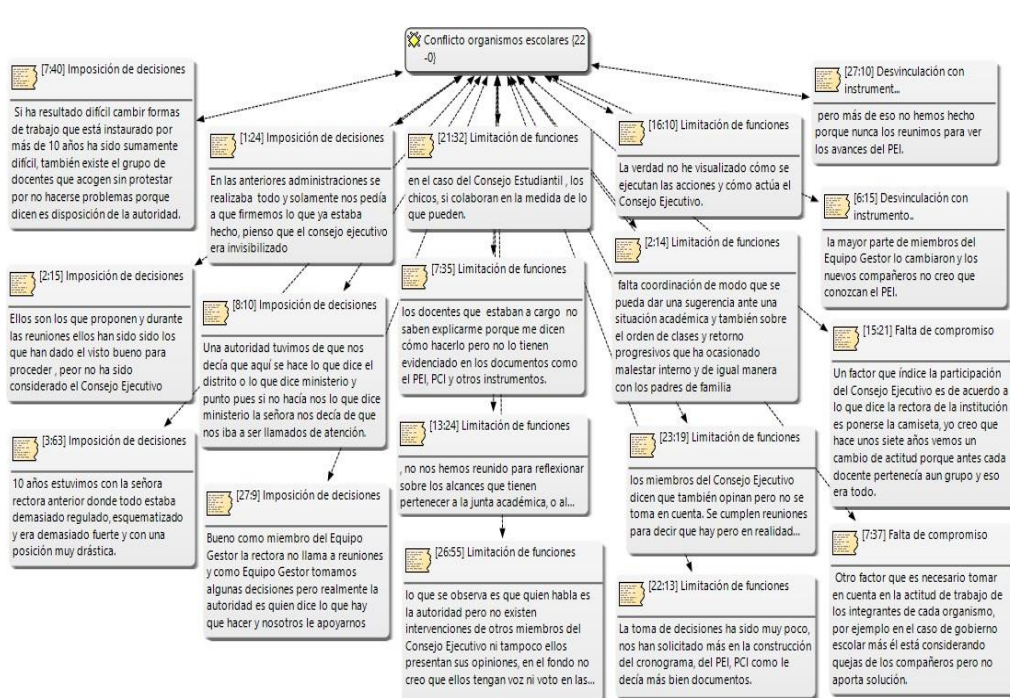 Conflicto organismos escolares {22
-0}
[7:40] Imposición de decisiones
Si ha resultado difícil cambir formas
de trabajo que está instaurado por
más de 10 años ha sido sumamente
difícil, también existe el grupo de
docentes que acogen sin protestar
por no hacerse problemas porque
dicen es disposición de la autoridad.
[1:24] Imposición de decisiones
En las anteriores administraciones se
realizaba todo y solamente nos pedía
a que firmemos lo que ya estaba
hecho, pienso que el consejo ejecutivo
era invisibilizado
[21:32] Limitación de funciones
en el caso del Consejo Estudiantil , los
chicos, si colaboran en la medida de lo
que pueden.
[16:10] Limitación de funciones
La verdad no he visualizado cómo se
ejecutan las acciones y cómo actúa el
Consejo Ejecutivo.
[27:10] Desvinculación con
instrument...
pero más de eso no hemos hecho
porque nunca los reunimos para ver
los avances del PEI.
[6:15] Desvinculación con
instrumento..
la mayor parte de miembros del
Equipo Gestor lo cambiaron y los
nuevos compañeros no creo que
conozcan el PEI.
[2:15] Imposición de decisiones
Ellos son los que proponen y durante
las reuniones ellos han sido sido los
que han dado el visto bueno para
proceder , peor no ha sido
considerado el Consejo Ejecutivo
[8:10] Imposición de decisiones
Una autoridad tuvimos de que nos
decía que aquí se hace lo que dice el
distrito o lo que dice ministerio y
punto pues si no hacía nos lo que dice
ministerio la señora nos decía de que
nos iba a ser llamados de atención.
[7:35] Limitación de funciones
los docentes que estaban a cargo no
saben explicarme porque me dicen
cómo hacerlo pero no lo tienen
evidenciado en los documentos como
el PEI, PCI y otros instrumentos.
[2:14] Limitación de funciones
falta coordinación de modo que se
pueda dar una sugerencia ante una
situación académica y también sobre
el orden de clases y retorno
progresivos que ha ocasionado
malestar interno y de igual manera
con los padres de familia
[15:21] Falta de compromiso
Un factor que índice la participación
del Consejo Ejecutivo es de acuerdo a
lo que dice la rectora de la institución
es ponerse la camiseta, yo creo que
hace unos siete años vemos un
cambio de actitud porque antes cada
docente pertenecía aun grupo y eso
era todo.
[3:63] Imposición de decisiones
10 años estuvimos con la señora
rectora anterior donde todo estaba
demasiado regulado, esquematizado
y era demasiado fuerte y con una
posición muy drástica.
[27:9] Imposición de decisiones
Bueno como miembro del Equipo
Gestor la rectora no llama a reuniones
y como Equipo Gestor tomamos
algunas decisiones pero realmente la
autoridad es quien dice lo que hay
que hacer y nosotros le apoyarnos
[13:24] Limitación de funciones
, no nos hemos reunido para reflexionar
sobre los alcances que tienen
pertenecer a la junta académica, o al...
[23:19] Limitación de funciones
los miembros del Consejo Ejecutivo
dicen que también opinan pero no se
toma en cuenta. Se cumplen reuniones
para decir que hay pero en realidad...
[7:37] Falta de compromiso
Otro factor que es necesario tomar
en cuenta en la actitud de trabajo de
los integrantes de cada organismo,
por ejemplo en el caso de gobierno
escolar más él está considerando
quejas de los compañeros pero no
aporta solución.
[26:55] Limitación de funciones
lo que se observa es que quien habla es
la autoridad pero no existen
intervenciones de otros miembros del
Consejo Ejecutivo ni tampoco ellos
presentan sus opiniones, en el fondo no
creo que ellos tengan voz ni voto en las...
[22:13] Limitación de funciones
La toma de decisiones ha sido muy poco,
nos han solicitado más en la construcción
del cronograma, del PEI, PCI como le
decía más bien documentos.